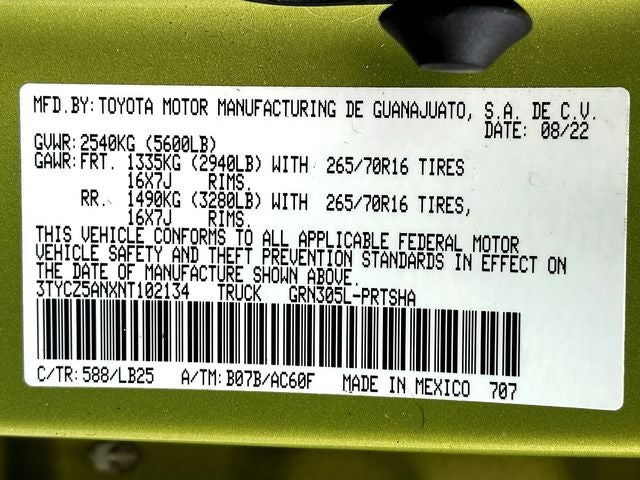 MFD.BY:TOYOTA MOTOR MANUFACTURING DE GUANAJUATO, S.A. DE C.V.
DATE: 08/22
GVWR:2540KG (5600LB)
GAWR:FRT. 1335KG (2940LB) WITH 265/70R16 TIRES
16X7J RIMS.
RR. 1490KG (3280LB) WITH 265/70R16 TIRES,
16X7J RIMS.
THIS VEHICLE CONFORMS TO ALL APPLICABLE FEDERAL MOTOR
VEHICLE SAFETY AND THEFT PREVENTION STANDARDS IN EFFECT ON
THE DATE OF MANUFACTURE SHOWN ABOVE.
3TYCZ5ANXNT102134 TRUCK GRN305L-PRTSHA
C/TR:588/LB25 A/TM:B07B/AC60F MADE IN MEXICO 707